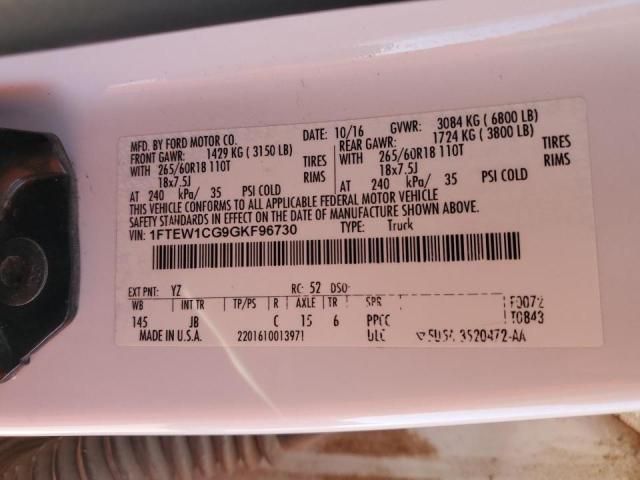 MFD. BY FORD MOTOR CO. DATE: 10/16 GVWR: 3084 KG ( 6800 LB)
FRONT GAWR: 1429 KG ( 3150 LB) REAR GAWR: 1724 KG ( 3800 LB)
WITH 265/60R18 110T TIRES WITH 265/60R18 110T TIRES
18x7.5J RIMS 18x7.5J RIMS
AT 240 kPa/ 35 PSI COLD AT 240 kPa/ 35 PSI COLD
THIS VEHICLE CONFORMS TO ALL APPLICABLE FEDERAL MOTOR VEHICLE
SAFETY STANDARDS IN EFFECT ON THE DATE OF MANUFACTURE SHOWN ABOVE.
VIN: 1FTEW1CG9GKF96730 TYPE: Truck
EXT PNT: YZ RC: 52 DSO:
WB INT TR TP/PS R AXLE TR SPR F0072
145 JB C 15 6 PPCC T0843
MADE IN U.S.A. 220161001397I 3520472-AA